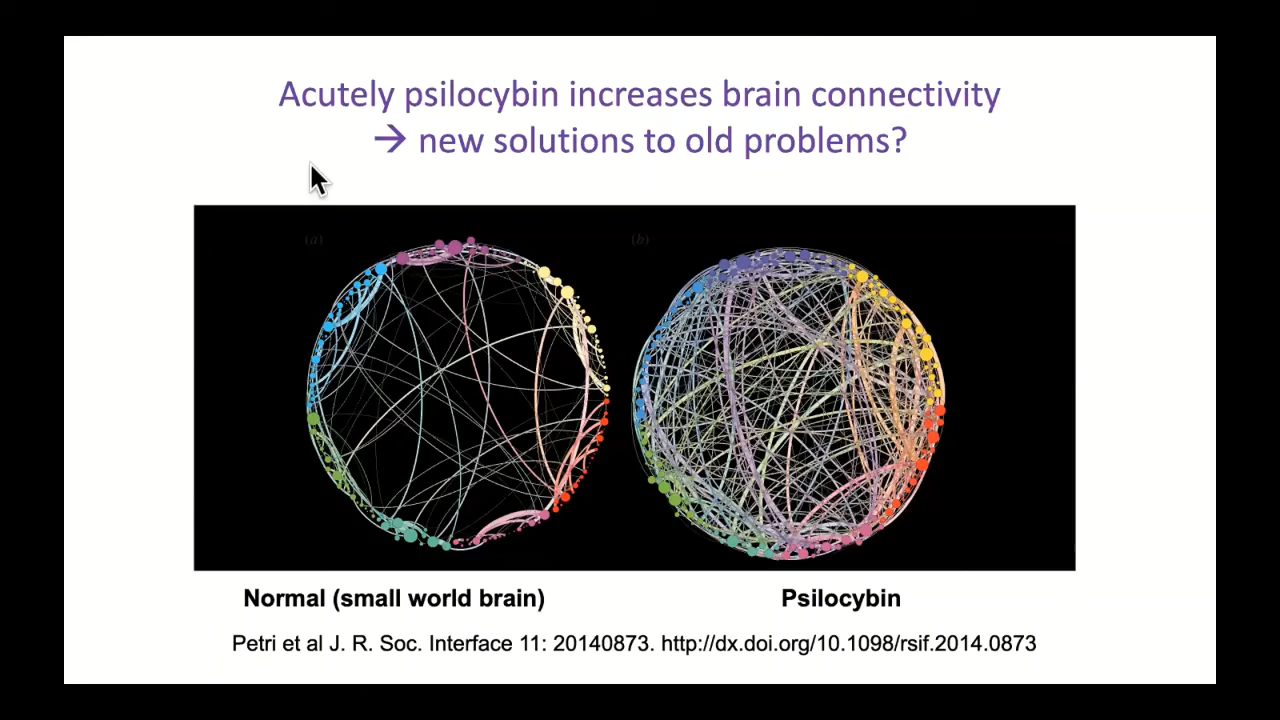 Acutely psilocybin increases brain connectivity
→ new solutions to old problems?
(a) (b)
Normal (small world brain) Psilocybin
Petri et al J. R. Soc. Interface 11: 20140873. http://dx.doi.org/10.1098/rsif.2014.0873